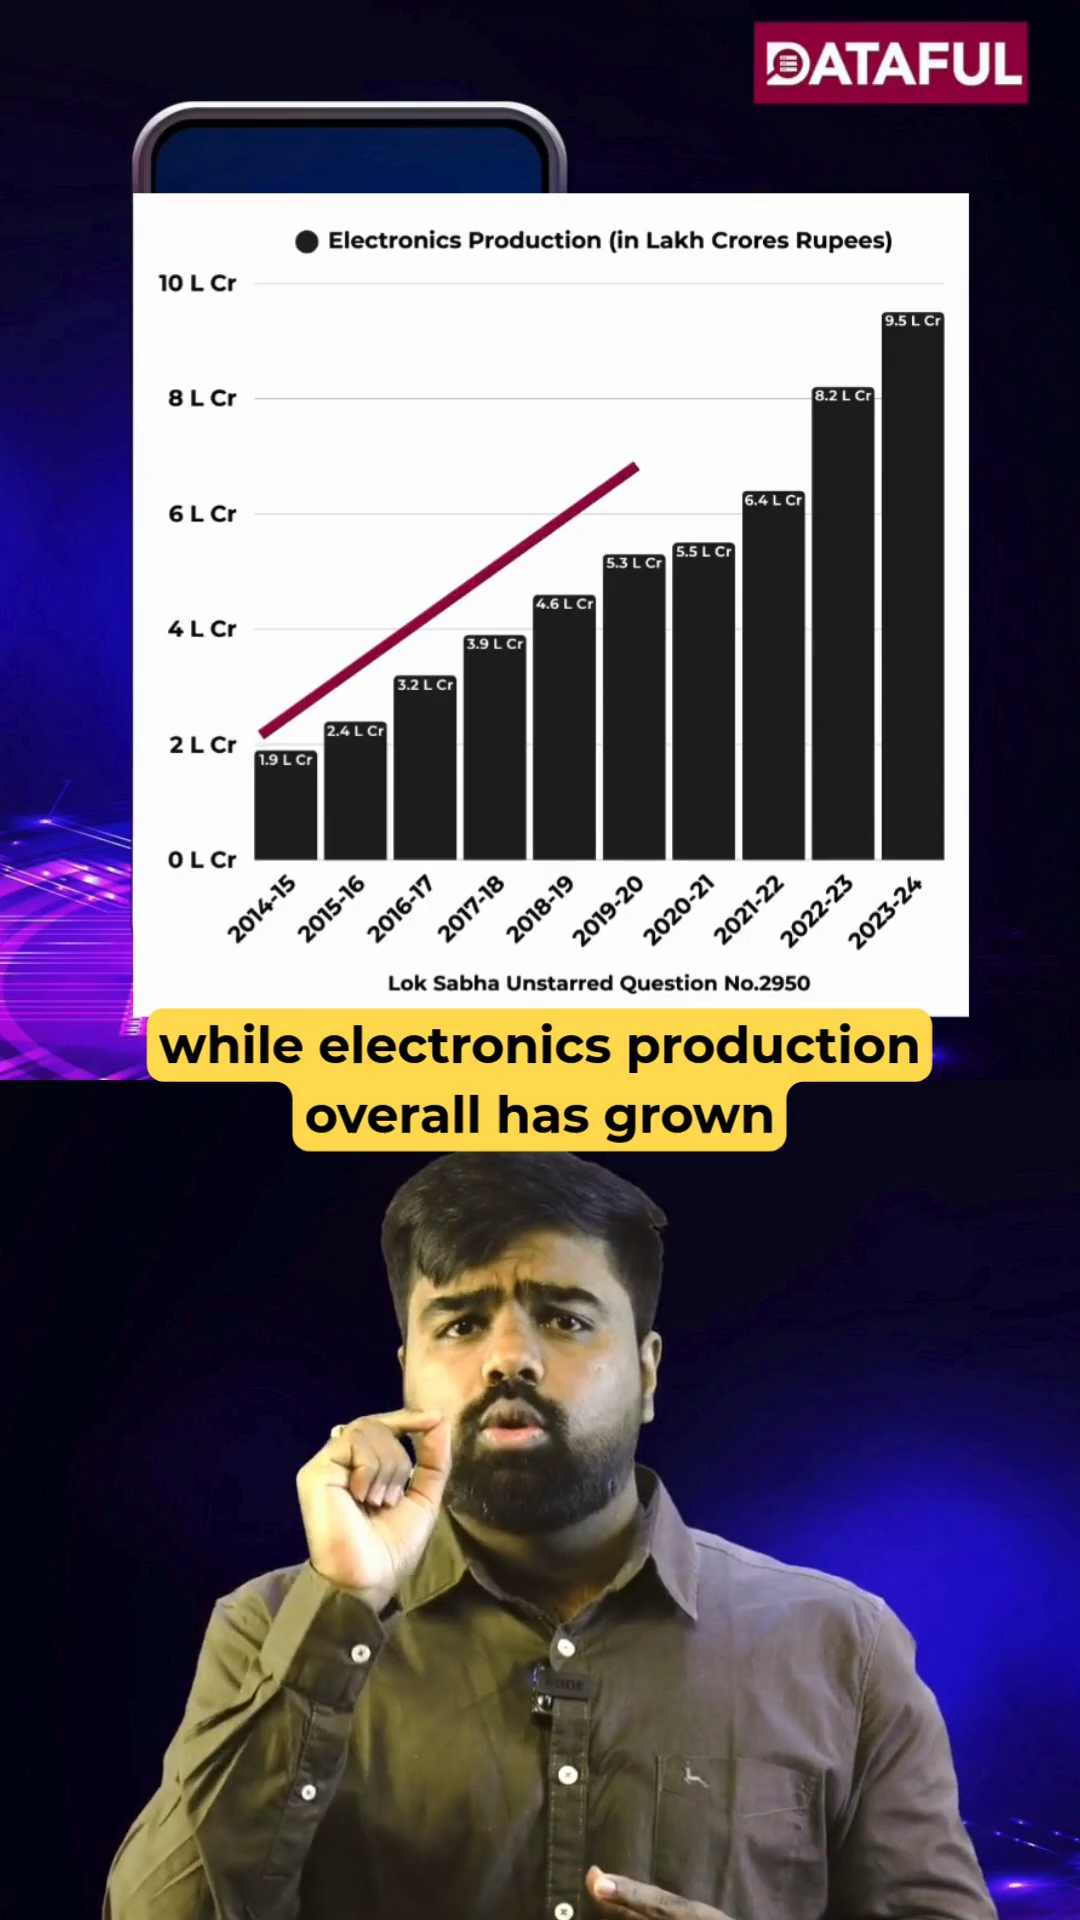 DATAFUL
Electronics Production (in Lakh Crores Rupees)
10 L Cr
8 L Cr
6 L Cr
4 L Cr
2 L Cr
0 L Cr
1.9 L Cr
2.4 L Cr
3.2 L Cr
3.9 L Cr
4.6 L Cr
5.3 L Cr
5.5 L Cr
6.4 L Cr
8.2 L Cr
9.5 L Cr
2014-15
2015-16
2016-17
2017-18
2018-19
2019-20
2020-21
2021-22
2022-23
2023-24
Lok Sabha Unstarred Question No.2950
while electronics production
overall has grown
RODE